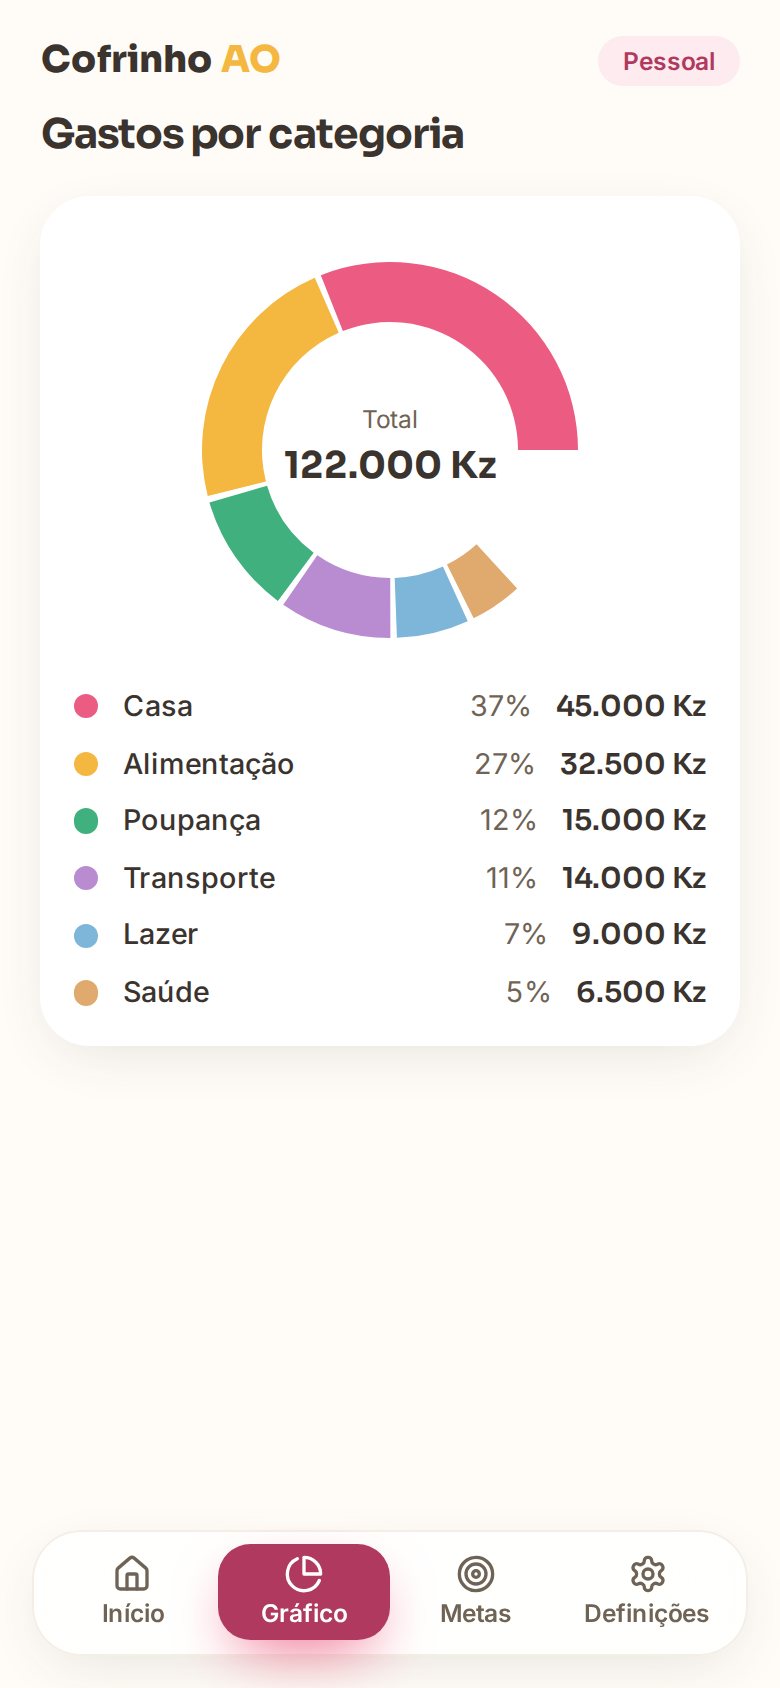 Cofrinho AO
Pessoal
Gastos por categoria
Total
122.000 Kz
Casa 37% 45.000 Kz
Alimentação 27% 32.500 Kz
Poupança 12% 15.000 Kz
Transporte 11% 14.000 Kz
Lazer 7% 9.000 Kz
Saúde 5% 6.500 Kz
Início Gráfico Metas Definições